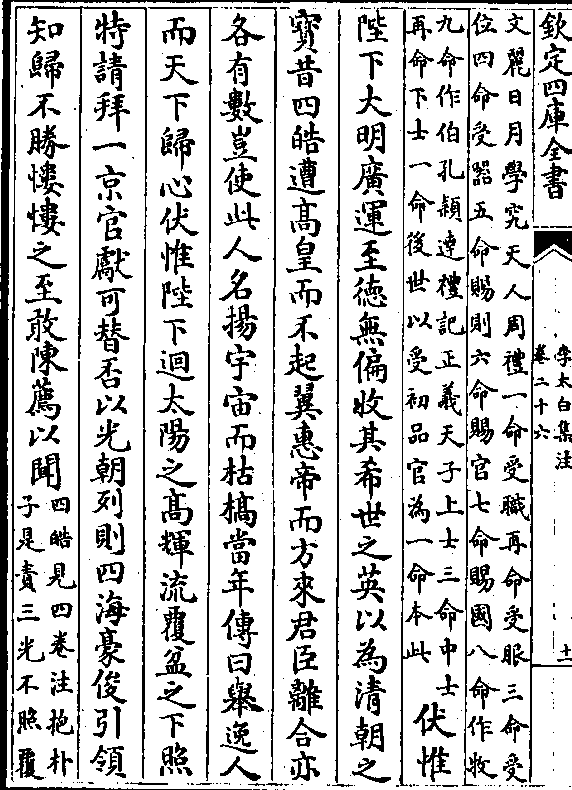 欽定四庫全書
李太白集注
卷二十六
十一
文麗日月學究天人周禮一命受職再命受服三命受
位四命受器五命賜則六命賜官七命賜國八命作牧
九命作伯孔穎達禮記正義天子上士三命中士
再命下士一命後世以受初品官為一命本此
伏惟
陛下大明廣運至德無偏收其希世之英以為清朝之
寶昔四皓遭高皇而不起翼惠帝而方來君臣離合亦
各有數豈使此人名揚宇宙而枯槁當年傳曰舉逸人
而天下歸心伏惟陛下迴太陽之高輝流覆盆之下照
特請拜一京官獻可替否以光朝列則四海豪俊引領
知歸不勝慺慺之至敢陳薦以聞
四皓見四卷注抱朴
子是責三光不照覆